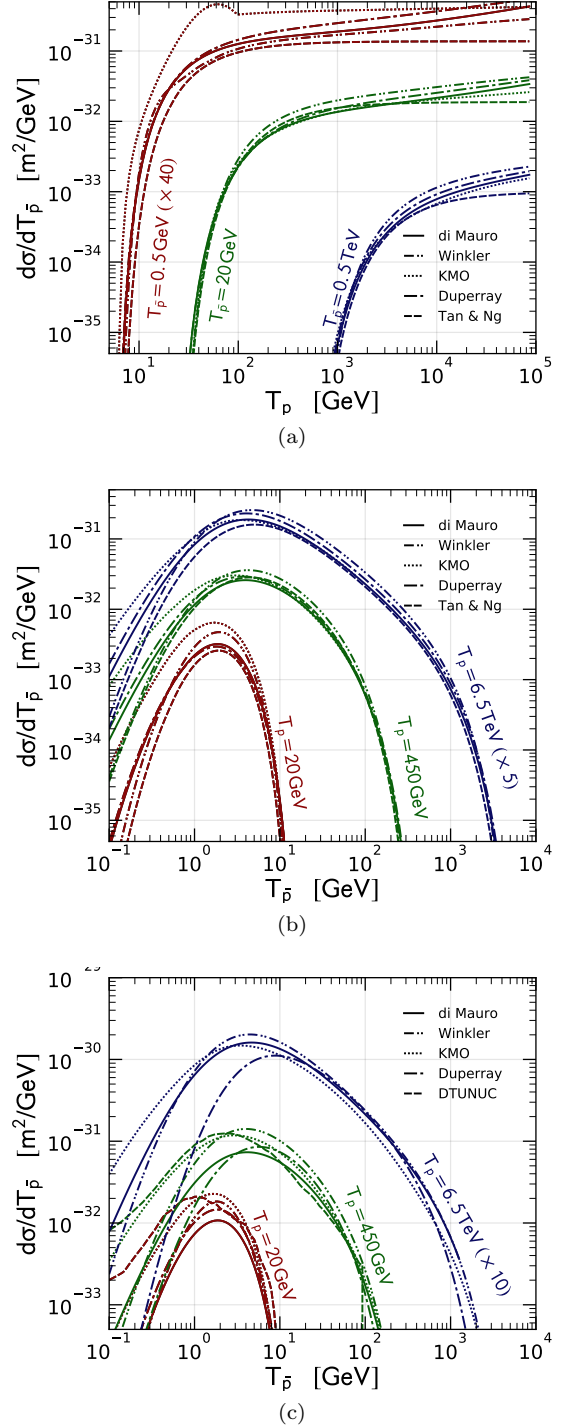 dσ/dT_p̄ [m²/GeV]
10⁻³¹
10⁻³²
10⁻³³
10⁻³⁴
10⁻³⁵
T_p̄ = 0.5 GeV (× 40)
T_p̄ = 20 GeV
T_p̄ = 0.5 TeV
di Mauro
Winkler
KMO
Duperray
Tan & Ng
10¹ 10² 10³ 10⁴ 10⁵
T_p [GeV]
(a)
dσ/dT_p̄ [m²/GeV]
10⁻³¹
10⁻³²
10⁻³³
10⁻³⁴
10⁻³⁵
di Mauro
Winkler
KMO
Duperray
Tan & Ng
T_p = 20 GeV
T_p = 450 GeV
T_p = 6.5 TeV (× 5)
10⁻¹ 10⁰ 10¹ 10² 10³ 10⁴
T_p̄ [GeV]
(b)
dσ/dT_p̄ [m²/GeV]
10⁻²⁹
10⁻³⁰
10⁻³¹
10⁻³²
10⁻³³
di Mauro
Winkler
KMO
Duperray
DTUNUC
T_p = 20 GeV
T_p = 450 GeV
T_p = 6.5 TeV (× 10)
10⁻¹ 10⁰ 10¹ 10² 10³ 10⁴
T_p̄ [GeV]
(c)